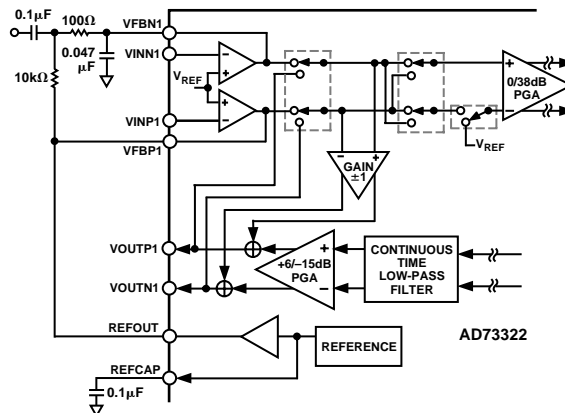 0.1μF
100Ω
VFBN1
VINN1
0.047
μF
10kΩ
VREF
VINP1
VFBP1
0/38dB
PGA
VREF
GAIN
±1
VOUTP1
VOUTN1
+6/–15dB
PGA
CONTINUOUS
TIME
LOW-PASS
FILTER
REFOUT
AD73322
REFERENCE
REFCAP
0.1μF